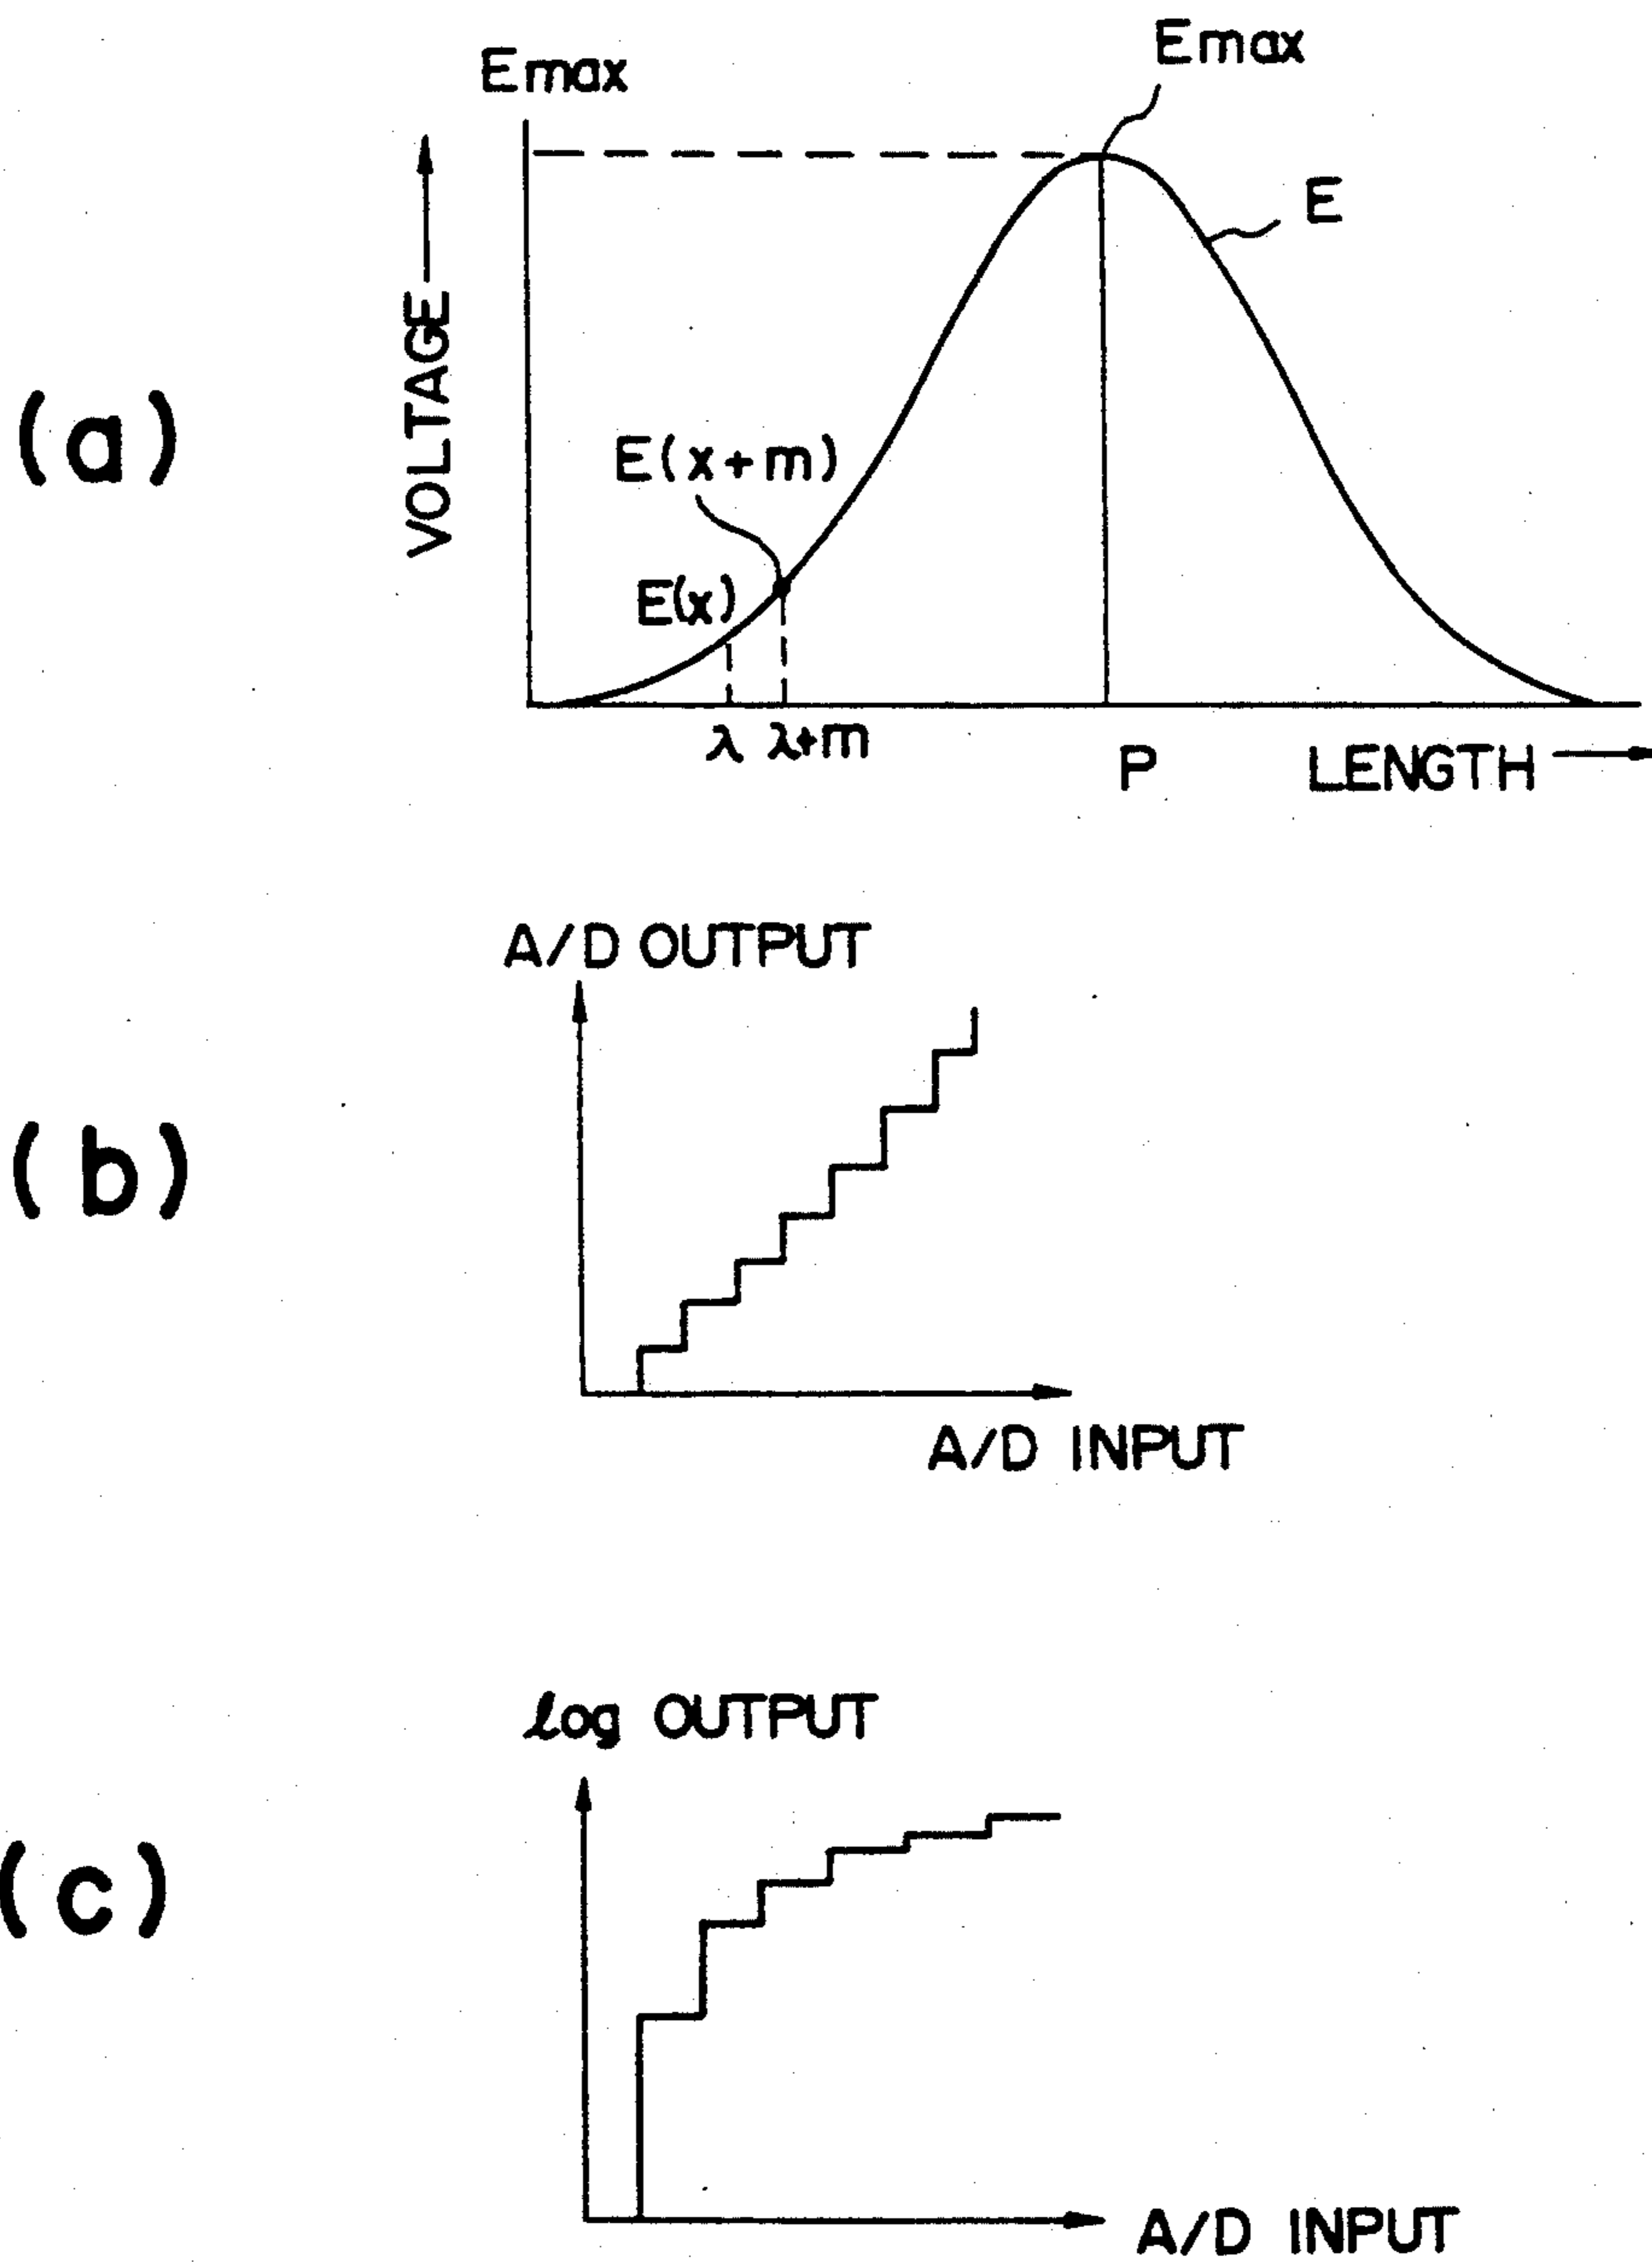 (a)
Emax
Emax
E
VOLTAGE
E(x+m)
E(x)
λ λ+m
P
LENGTH
(b)
A/D OUTPUT
A/D INPUT
(c)
log OUTPUT
A/D INPUT